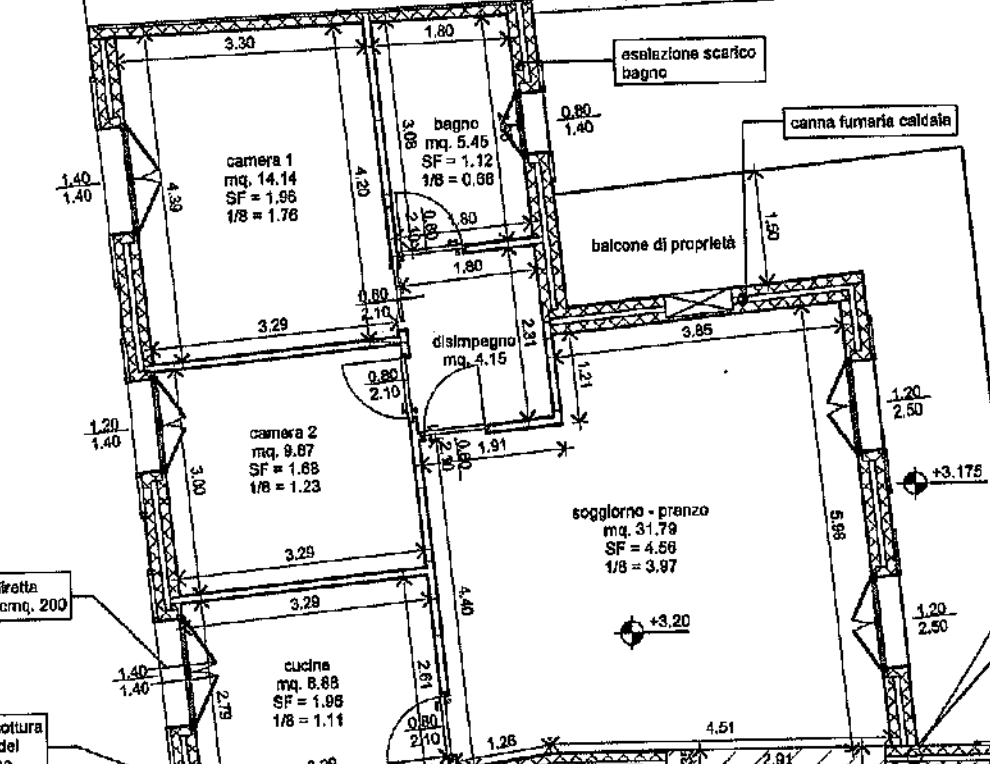 3.30
1.80
esalazione scarico
bagno
bagno
mq. 5.45
SF = 1.12
1/8 = 0.68
3.08
0.80
1.40
canna fumaria caldaia
camera 1
mq. 14.14
SF = 1.96
1/8 = 1.76
4.39
4.20
1.40
1.40
0.80
2.10
1.80
1.80
balcone di proprietà
1.50
0.80
2.10
3.29
disimpegno
mq. 4.15
2.31
3.85
1.21
0.80
2.10
1.20
2.50
1.20
1.40
camera 2
mq. 9.87
SF = 1.68
1/8 = 1.23
3.00
1.91
+3.175
soggiorno - pranzo
mq. 31.79
SF = 4.56
1/8 = 3.97
5.98
3.29
3.29
4.40
cmq. 200
+3.20
1.20
2.50
1.40
1.40
cucina
mq. 8.88
SF = 1.96
1/8 = 1.11
2.61
2.79
0.80
2.10
del
1.26
4.51
2.91